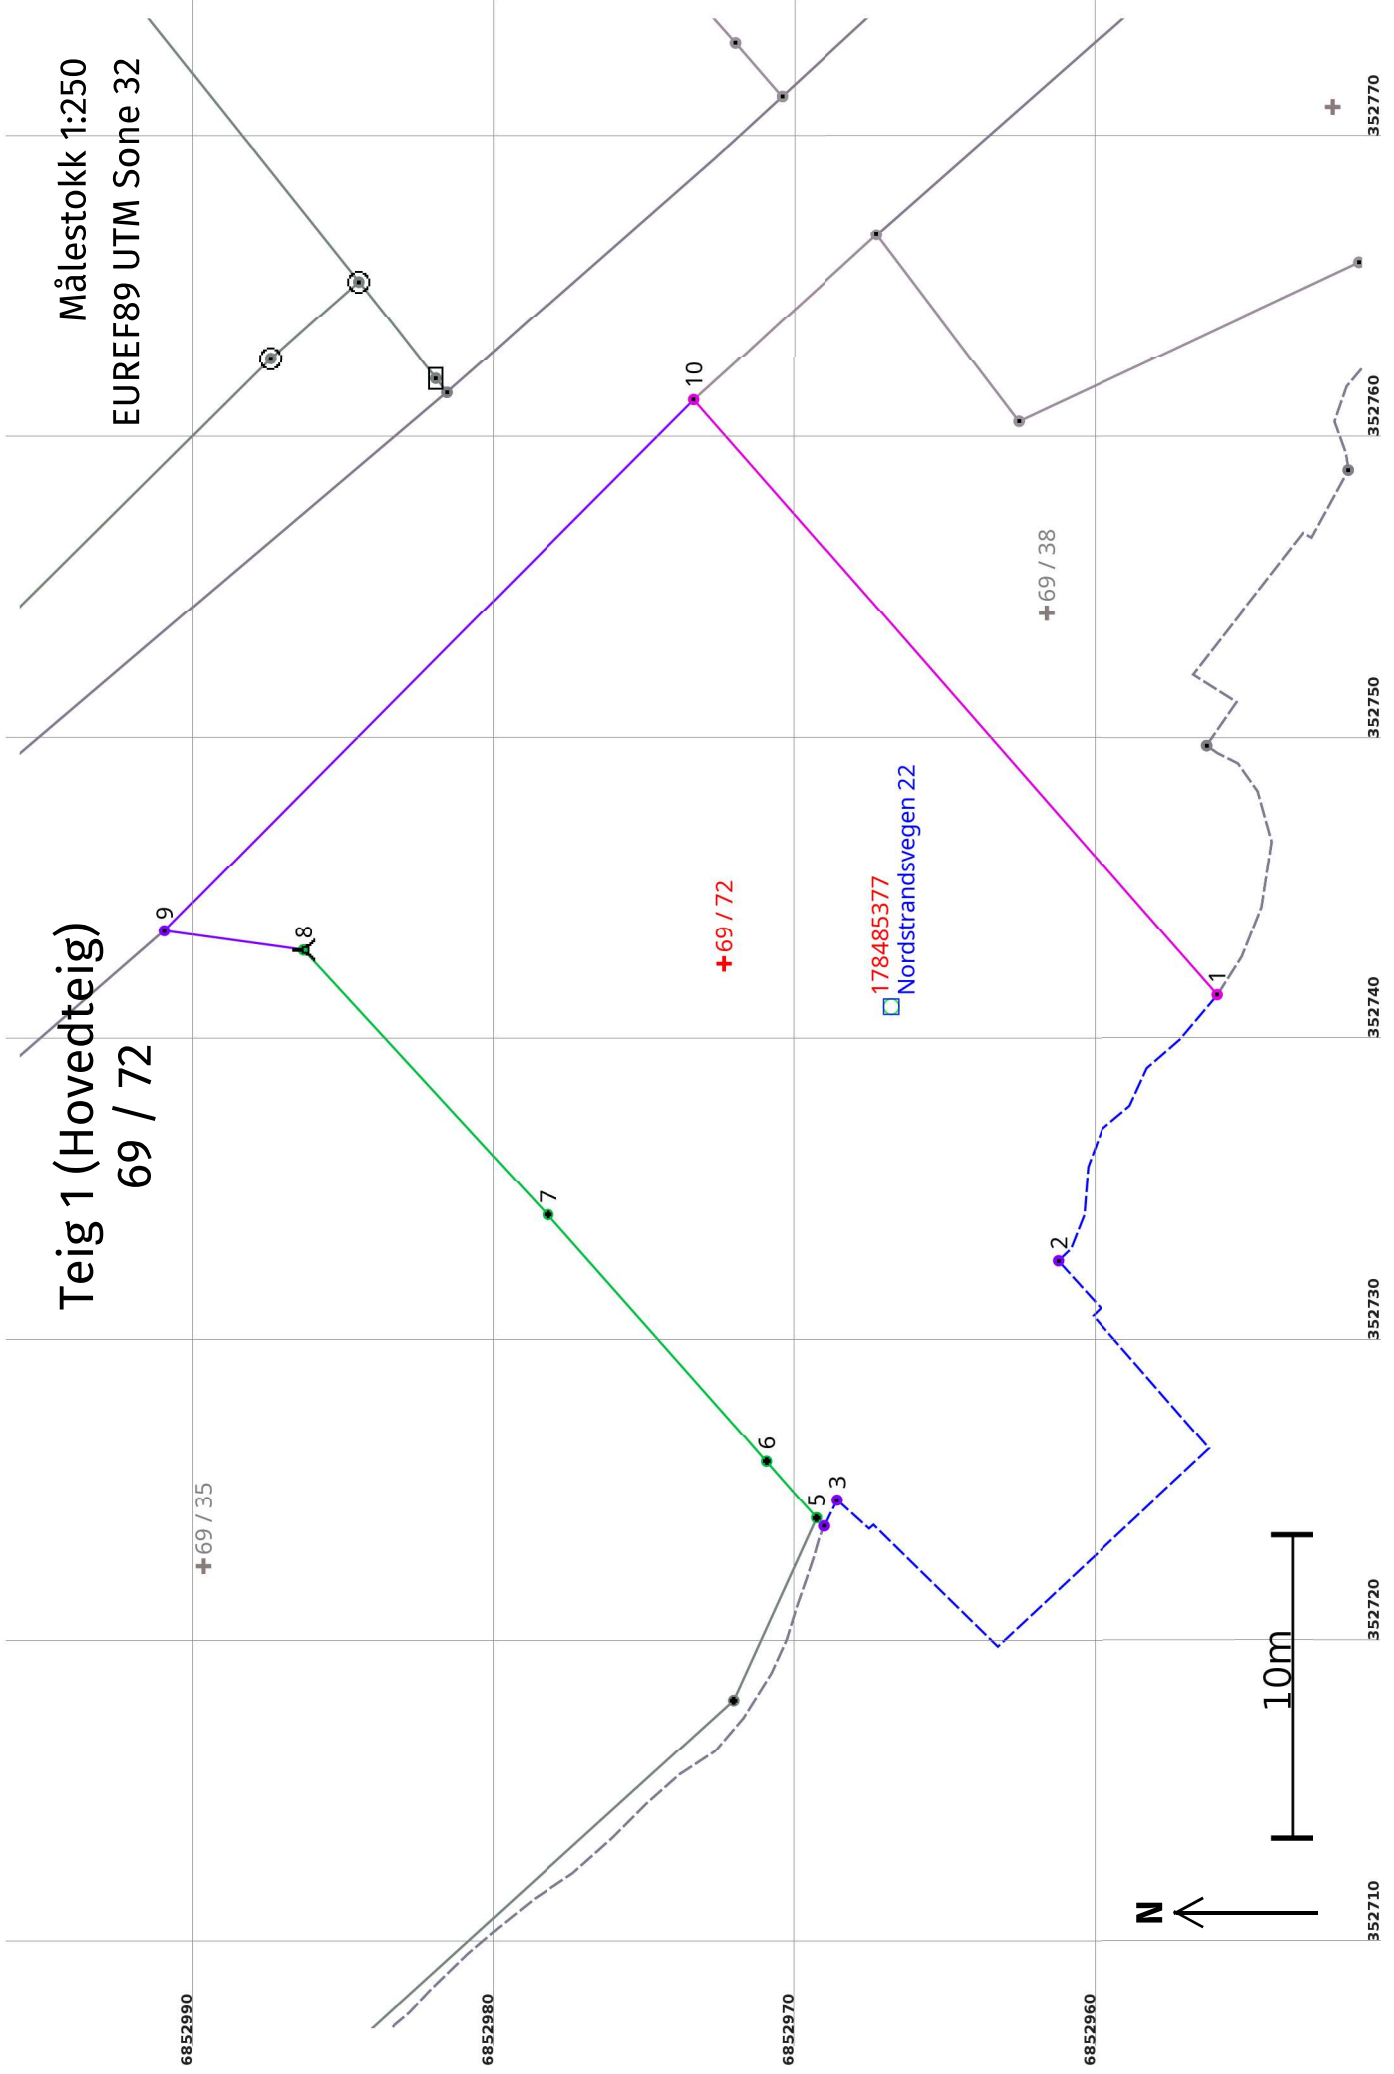 Målestokk 1:250
EUREF89 UTM Sone 32
Teig 1 (Hovedteig)
69 / 72
9
8
10
7
6
5
3
2
1
69 / 35
69 / 72
178485377
Nordstrandsvegen 22
69 / 38
10m
N
6852990
6852980
6852970
6852960
352710
352720
352730
352740
352750
352760
352770